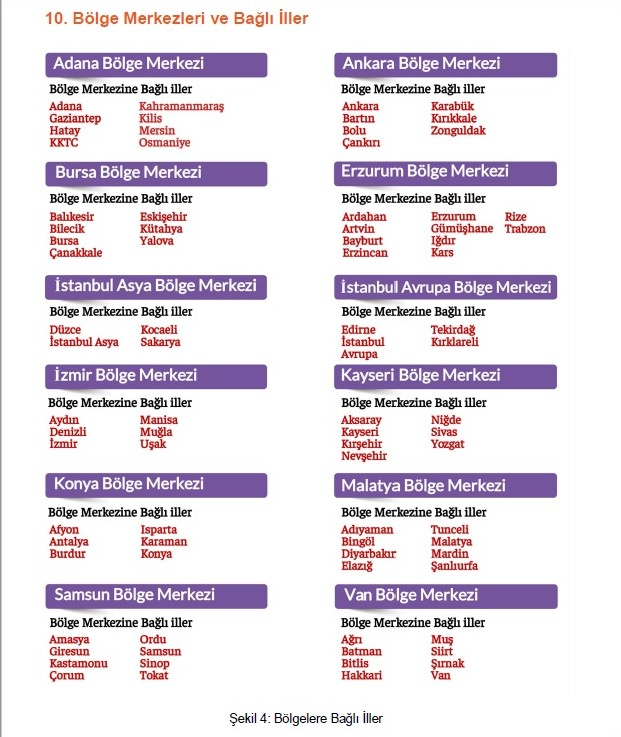 10. Bölge Merkezleri ve Bağlı İller
Adana Bölge Merkezi
Bölge Merkezine Bağlı iller
Adana Kahramanmaraş
Gaziantep Kilis
Hatay Mersin
KKTC Osmaniye
Ankara Bölge Merkezi
Bölge Merkezine Bağlı iller
Ankara Karabük
Bartın Kırıkkale
Bolu Zonguldak
Çankırı
Bursa Bölge Merkezi
Bölge Merkezine Bağlı iller
Balıkesir Eskişehir
Bilecik Kütahya
Bursa Yalova
Çanakkale
Erzurum Bölge Merkezi
Bölge Merkezine Bağlı iller
Ardahan Erzurum Rize
Artvin Gümüşhane Trabzon
Bayburt Iğdır
Erzincan Kars
İstanbul Asya Bölge Merkezi
Bölge Merkezine Bağlı iller
Düzce Kocaeli
İstanbul Asya Sakarya
İstanbul Avrupa Bölge Merkezi
Bölge Merkezine Bağlı iller
Edirne Tekirdağ
İstanbul Kırklareli
Avrupa
İzmir Bölge Merkezi
Bölge Merkezine Bağlı iller
Aydın Manisa
Denizli Muğla
İzmir Uşak
Kayseri Bölge Merkezi
Bölge Merkezine Bağlı iller
Aksaray Niğde
Kayseri Sivas
Kırşehir Yozgat
Nevşehir
Konya Bölge Merkezi
Bölge Merkezine Bağlı iller
Afyon Isparta
Antalya Karaman
Burdur Konya
Malatya Bölge Merkezi
Bölge Merkezine Bağlı iller
Adıyaman Tunceli
Bingöl Malatya
Diyarbakır Mardin
Elazığ Şanlıurfa
Samsun Bölge Merkezi
Bölge Merkezine Bağlı iller
Amasya Ordu
Giresun Samsun
Kastamonu Sinop
Çorum Tokat
Van Bölge Merkezi
Bölge Merkezine Bağlı iller
Ağrı Muş
Batman Siirt
Bitlis Şırnak
Hakkari Van
Şekil 4: Bölgelere Bağlı İller